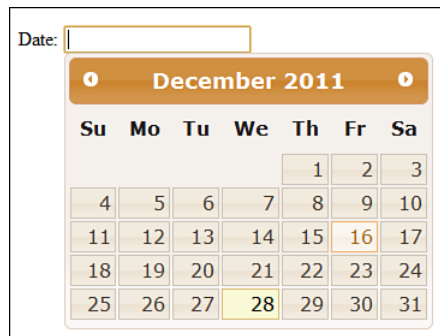 Date:
December 2011
Su Mo Tu We Th Fr Sa
1 2 3
4 5 6 7 8 9 10
11 12 13 14 15 16 17
18 19 20 21 22 23 24
25 26 27 28 29 30 31